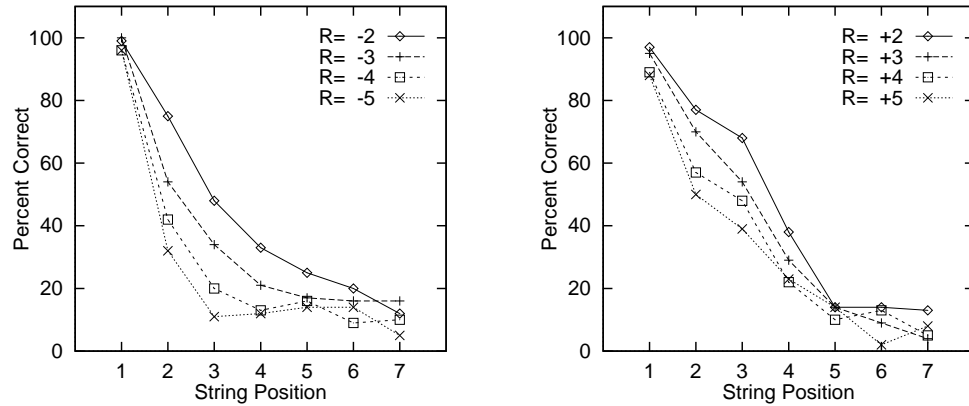 100
80
60
40
20
0
Percent Correct
1 2 3 4 5 6 7
String Position
R= -2
R= -3
R= -4
R= -5
100
80
60
40
20
0
Percent Correct
1 2 3 4 5 6 7
String Position
R= +2
R= +3
R= +4
R= +5